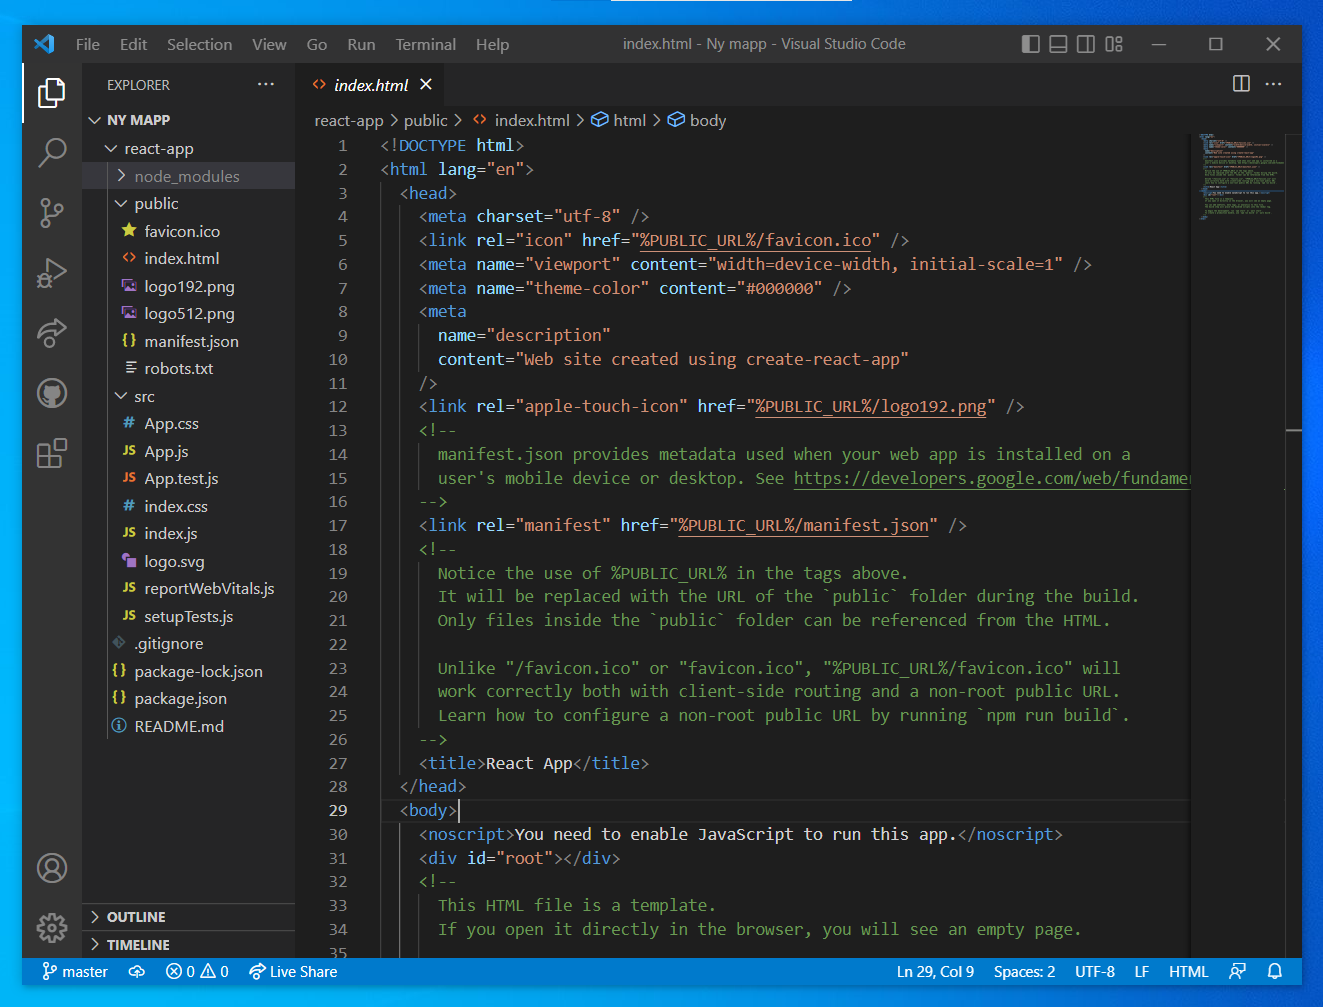 File Edit Selection View Go Run Terminal Help index.html - Ny mapp - Visual Studio Code
EXPLORER
NY MAPP
react-app
node_modules
public
favicon.ico
index.html
logo192.png
logo512.png
manifest.json
robots.txt
src
App.css
App.js
App.test.js
index.css
index.js
logo.svg
reportWebVitals.js
setupTests.js
.gitignore
package-lock.json
package.json
README.md
OUTLINE
TIMELINE
index.html
react-app > public > index.html > html > body
1 <!DOCTYPE html>
2 <html lang="en">
3 <head>
4 <meta charset="utf-8" />
5 <link rel="icon" href="%PUBLIC_URL%/favicon.ico" />
6 <meta name="viewport" content="width=device-width, initial-scale=1" />
7 <meta name="theme-color" content="#000000" />
8 <meta
9 name="description"
10 content="Web site created using create-react-app"
11 />
12 <link rel="apple-touch-icon" href="%PUBLIC_URL%/logo192.png" />
13 <!--
14 manifest.json provides metadata used when your web app is installed on a
15 user's mobile device or desktop. See https://developers.google.com/web/fundamer
16 -->
17 <link rel="manifest" href="%PUBLIC_URL%/manifest.json" />
18 <!--
19 Notice the use of %PUBLIC_URL% in the tags above.
20 It will be replaced with the URL of the `public` folder during the build.
21 Only files inside the `public` folder can be referenced from the HTML.
22
23 Unlike "/favicon.ico" or "favicon.ico", "%PUBLIC_URL%/favicon.ico" will
24 work correctly both with client-side routing and a non-root public URL.
25 Learn how to configure a non-root public URL by running `npm run build`.
26 -->
27 <title>React App</title>
28 </head>
29 <body>
30 <noscript>You need to enable JavaScript to run this app.</noscript>
31 <div id="root"></div>
32 <!--
33 This HTML file is a template.
34 If you open it directly in the browser, you will see an empty page.
35
master 0 0 Live Share Ln 29, Col 9 Spaces: 2 UTF-8 LF HTML